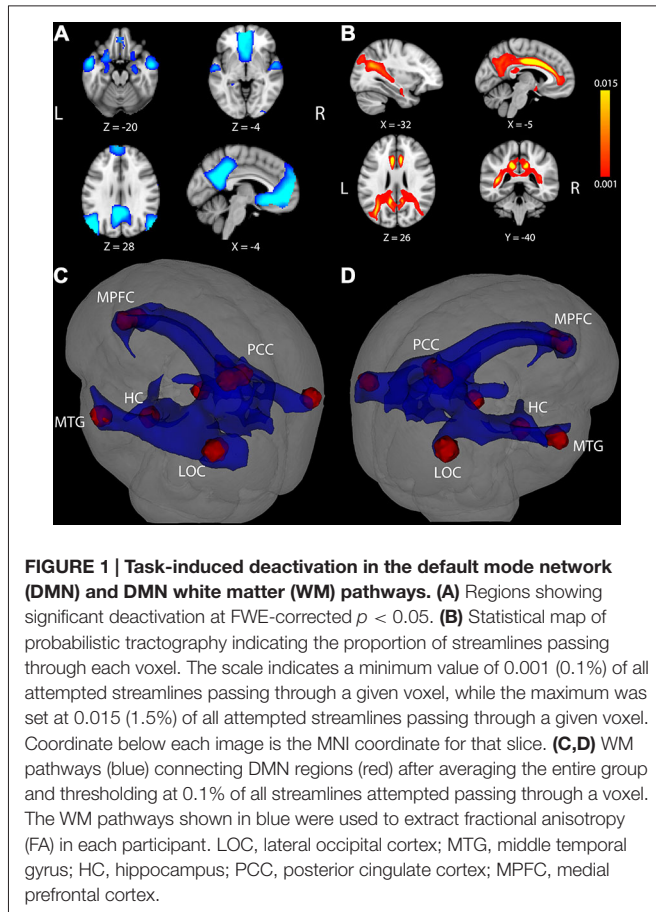 A
B
L
R
Z = -20
Z = -4
X = -32
X = -5
0.015
0.001
Z = 28
X = -4
L
R
Z = 26
Y = -40
C
D
MPFC
PCC
HC
MTG
LOC
MPFC
PCC
HC
MTG
LOC
FIGURE 1 | Task-induced deactivation in the default mode network
(DMN) and DMN white matter (WM) pathways. (A) Regions showing
significant deactivation at FWE-corrected p < 0.05. (B) Statistical map of
probabilistic tractography indicating the proportion of streamlines passing
through each voxel. The scale indicates a minimum value of 0.001 (0.1%) of all
attempted streamlines passing through a given voxel, while the maximum was
set at 0.015 (1.5%) of all attempted streamlines passing through a given voxel.
Coordinate below each image is the MNI coordinate for that slice. (C,D) WM
pathways (blue) connecting DMN regions (red) after averaging the entire group
and thresholding at 0.1% of all streamlines attempted passing through a voxel.
The WM pathways shown in blue were used to extract fractional anisotropy
(FA) in each participant. LOC, lateral occipital cortex; MTG, middle temporal
gyrus; HC, hippocampus; PCC, posterior cingulate cortex; MPFC, medial
prefrontal cortex.